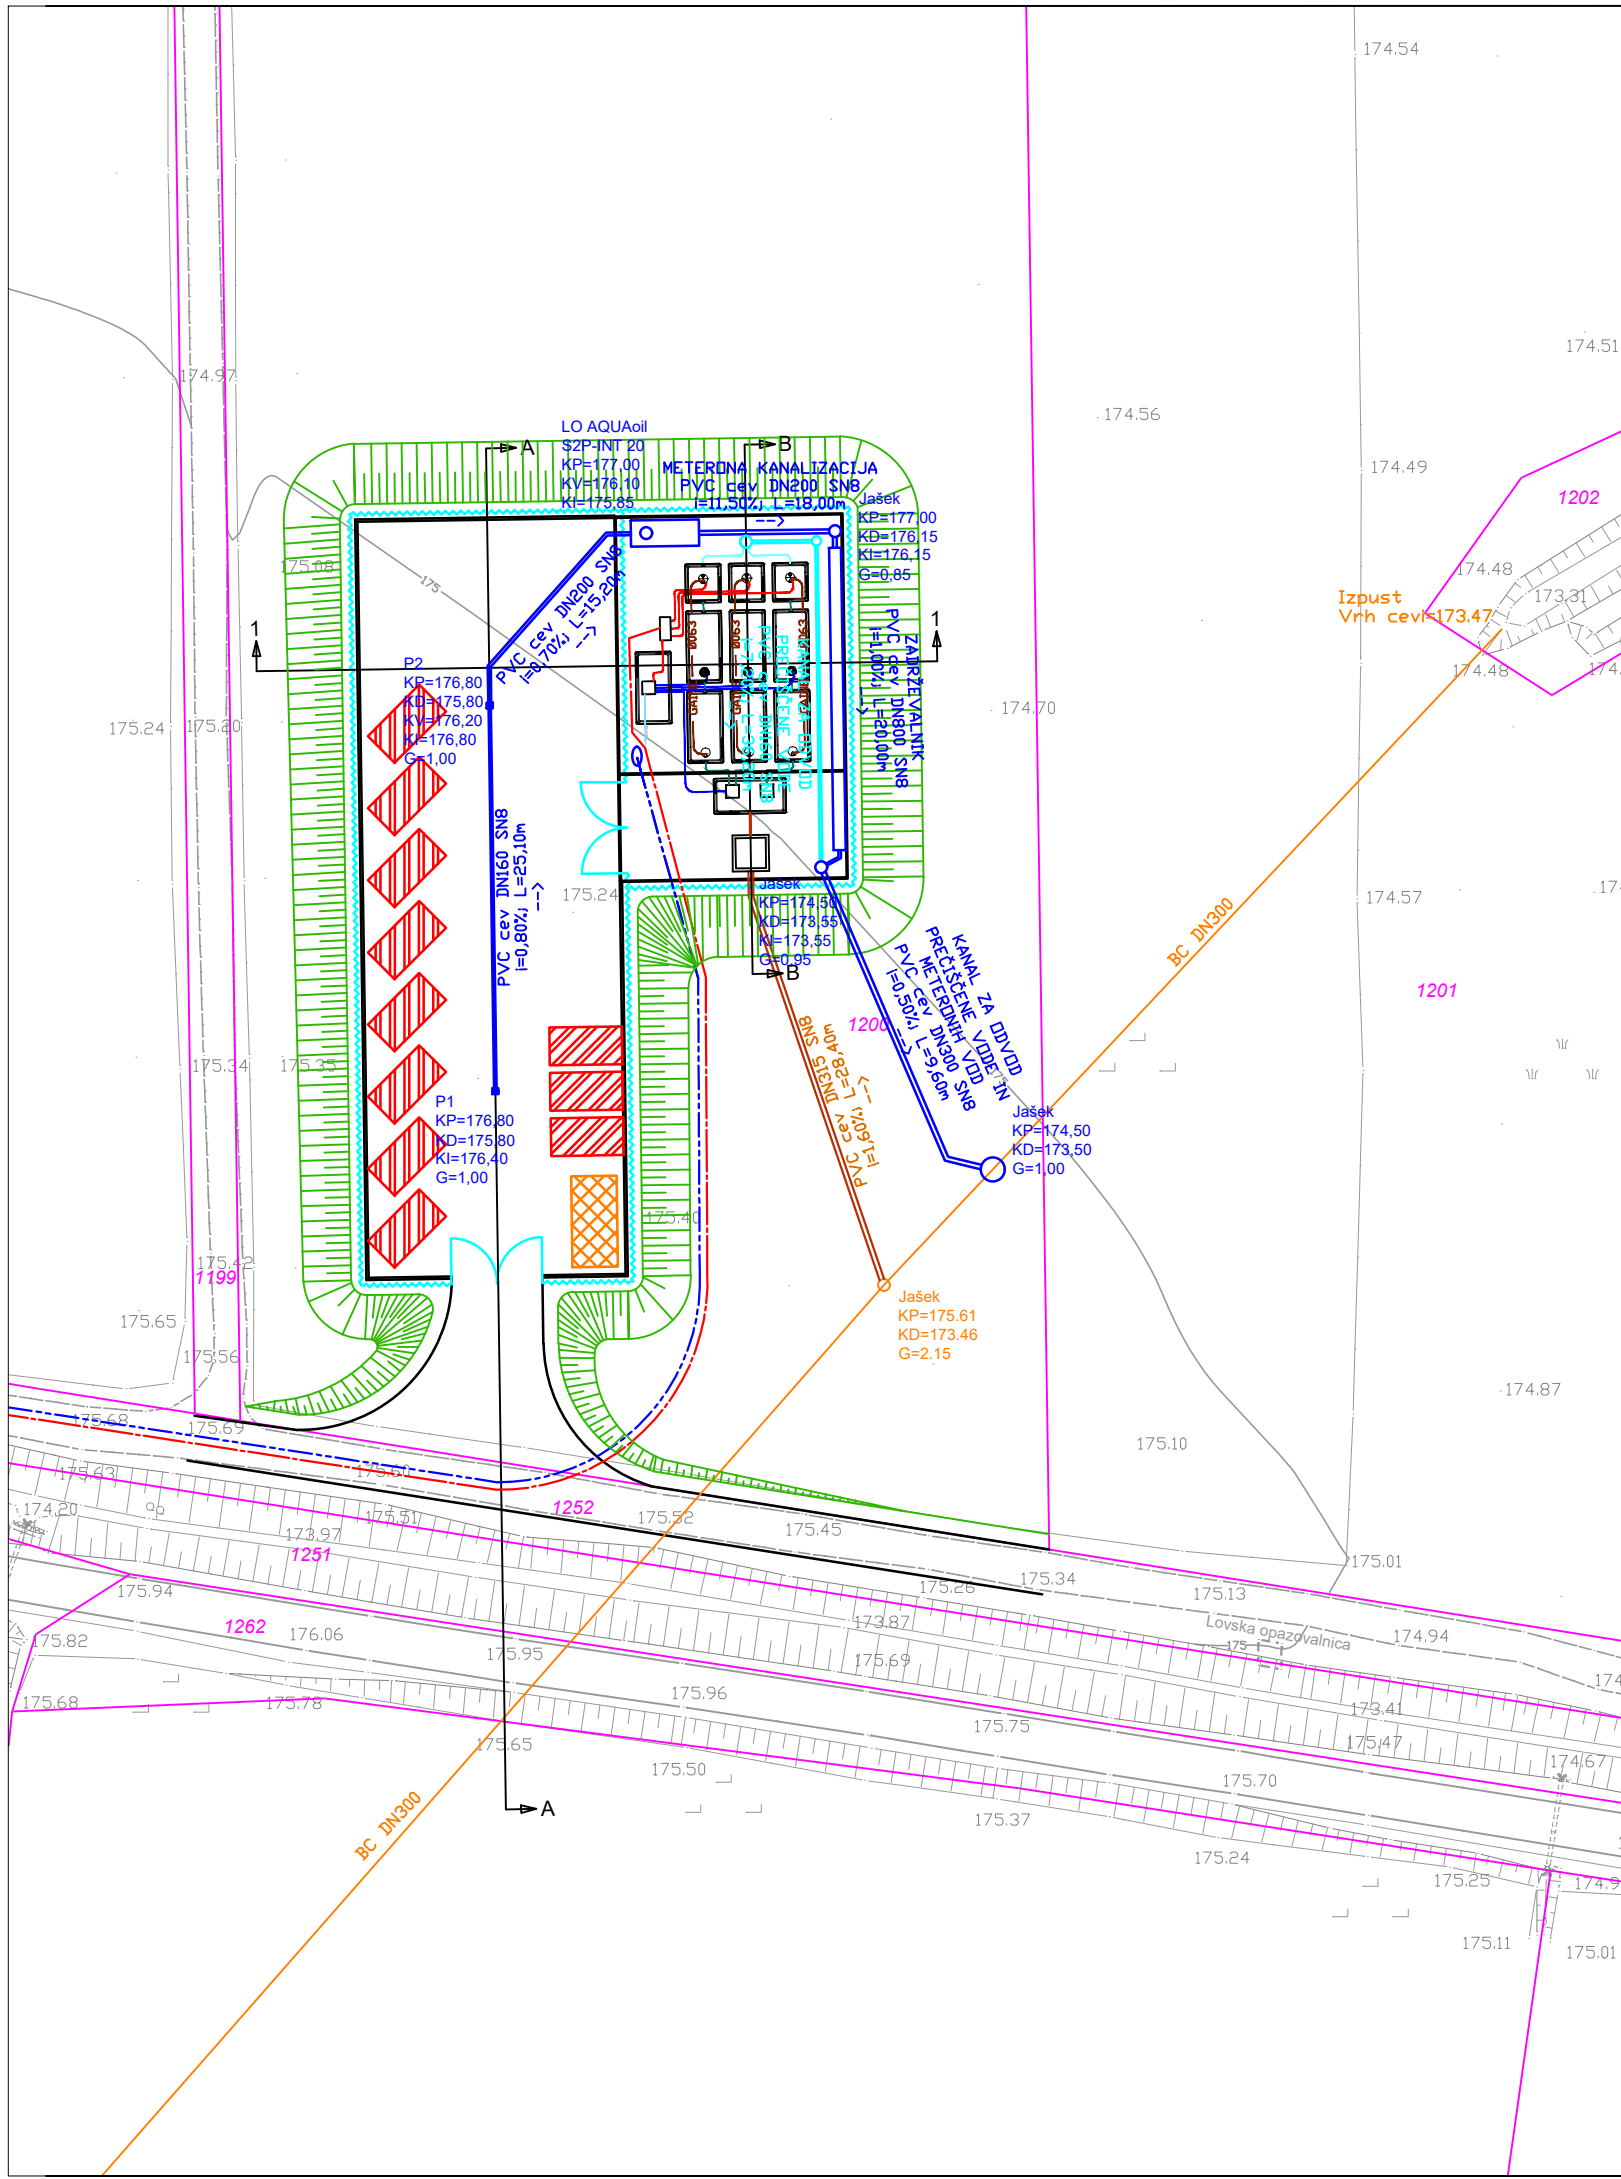 174.54
174.51
174.97
174.56
LO AQUAoil
S2P-INT 20
KP=177,00
KV=176,10
KI=175,85
A
B
METEORNA KANALIZACIJA
PVC cev DN200 SN8
i=11,50%; L=18,00m
-->
Jašek
KP=177,00
KD=176,15
KI=176,15
G=0,85
174.49
1202
175.08
175
174.48
173.31
Izpust
Vrh cevi=173.47
174.48
PVC cev DN200 SN8
i=0,70%; L=15,20m
-->
1
1
ZADRŽEVALNIK
PVC cev DN800 SN8
i=1,00%; L=20,00m
-->
P2
KP=176,80
KD=175,80
KV=176,20
KI=176,80
G=1,00
175.24
175.20
174.70
PVC cev DN160 SN8
i=0,80%; L=25,10m
-->
175.24
174.57
Jašek
KP=174,50
KD=173,55
KI=173,55
G=0,95
B
BC DN300
1201
1200
KANAL ZA ODVOD
PREČIŠČENE VODE IN
METEORNIH VOD
PVC cev DN300 SN8
i=0,50%; L=9,60m
-->
175
PVC cev DN315 SN8
i=1,60%; L=28,40m
-->
175.34
175.35
P1
KP=176,80
KD=175,80
KI=176,40
G=1,00
Jašek
KP=174,50
KD=173,50
G=1,00
175.40
175.42
1199
Jašek
KP=175.61
KD=173.46
G=2.15
175.65
175.56
174.87
175.68
175.69
175.10
175.63
175.60
174.20
1252
175.52
175.51
175.45
173.97
1251
175.01
175.94
175.26
175.34
175.13
1262
176.06
173.87
Lovska opazovalnica
174.94
175.82
175.95
175.69
175
175.68
175.78
175.96
173.41
175.75
175.65
175.47
175.50
174.67
175.70
A
175.37
BC DN300
175.24
175.25
175.11
175.01